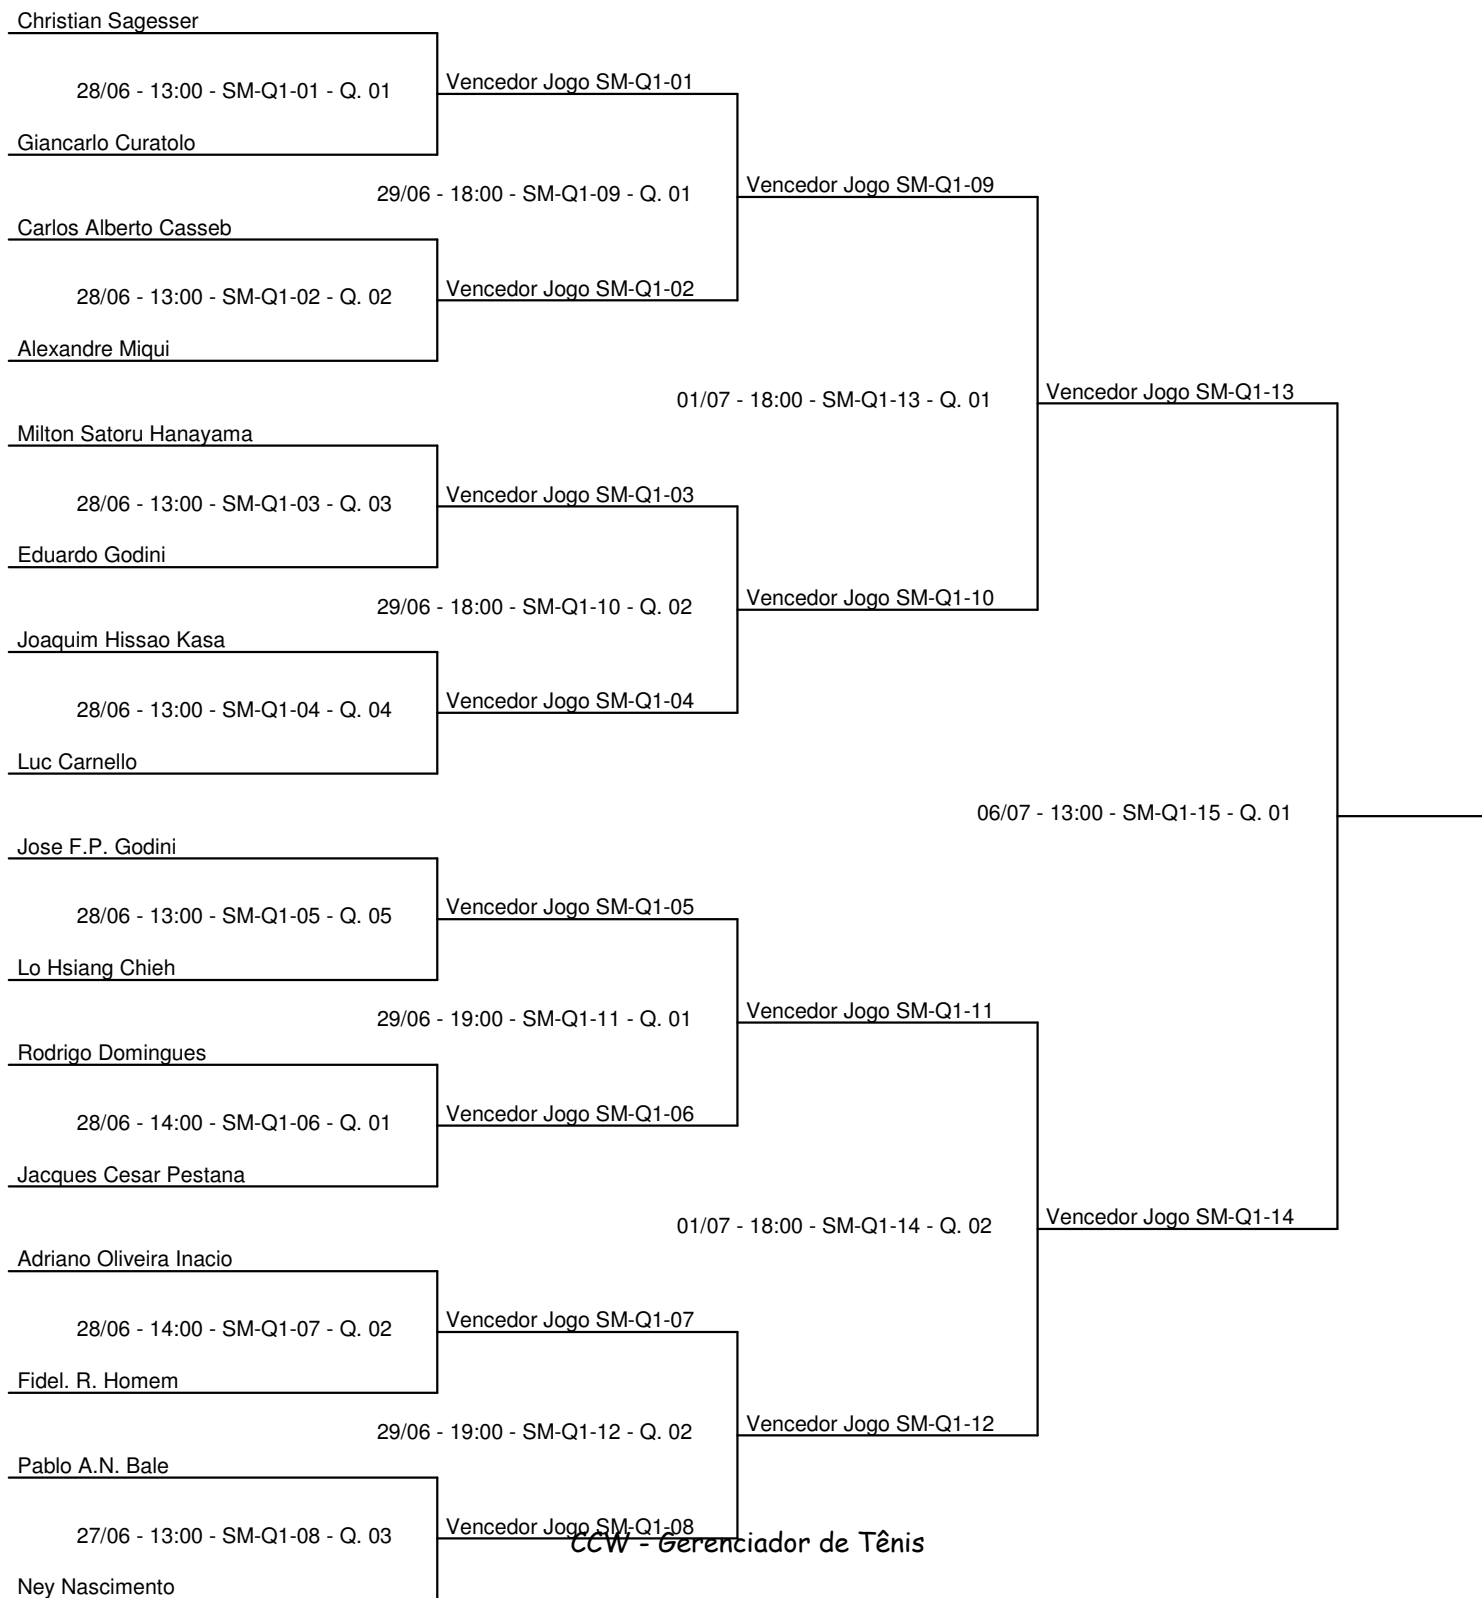 Christian Sagesser
Vencedor Jogo SM-Q1-01
28/06 - 13:00 - SM-Q1-01 - Q. 01
Giancarlo Curatolo
Vencedor Jogo SM-Q1-09
29/06 - 18:00 - SM-Q1-09 - Q. 01
Carlos Alberto Casseb
Vencedor Jogo SM-Q1-02
28/06 - 13:00 - SM-Q1-02 - Q. 02
Alexandre Miqui
Vencedor Jogo SM-Q1-13
01/07 - 18:00 - SM-Q1-13 - Q. 01
Milton Satoru Hanayama
Vencedor Jogo SM-Q1-03
28/06 - 13:00 - SM-Q1-03 - Q. 03
Eduardo Godini
Vencedor Jogo SM-Q1-10
29/06 - 18:00 - SM-Q1-10 - Q. 02
Joaquim Hissao Kasa
Vencedor Jogo SM-Q1-04
28/06 - 13:00 - SM-Q1-04 - Q. 04
Luc Carnello
06/07 - 13:00 - SM-Q1-15 - Q. 01
Jose F.P. Godini
Vencedor Jogo SM-Q1-05
28/06 - 13:00 - SM-Q1-05 - Q. 05
Lo Hsiang Chieh
Vencedor Jogo SM-Q1-11
29/06 - 19:00 - SM-Q1-11 - Q. 01
Rodrigo Domingues
Vencedor Jogo SM-Q1-06
28/06 - 14:00 - SM-Q1-06 - Q. 01
Jacques Cesar Pestana
Vencedor Jogo SM-Q1-14
01/07 - 18:00 - SM-Q1-14 - Q. 02
Adriano Oliveira Inacio
Vencedor Jogo SM-Q1-07
28/06 - 14:00 - SM-Q1-07 - Q. 02
Fidel. R. Homem
Vencedor Jogo SM-Q1-12
29/06 - 19:00 - SM-Q1-12 - Q. 02
Pablo A.N. Bale
Vencedor Jogo SM-Q1-08
27/06 - 13:00 - SM-Q1-08 - Q. 03
CCW - Gerenciador de Tênis
Ney Nascimento